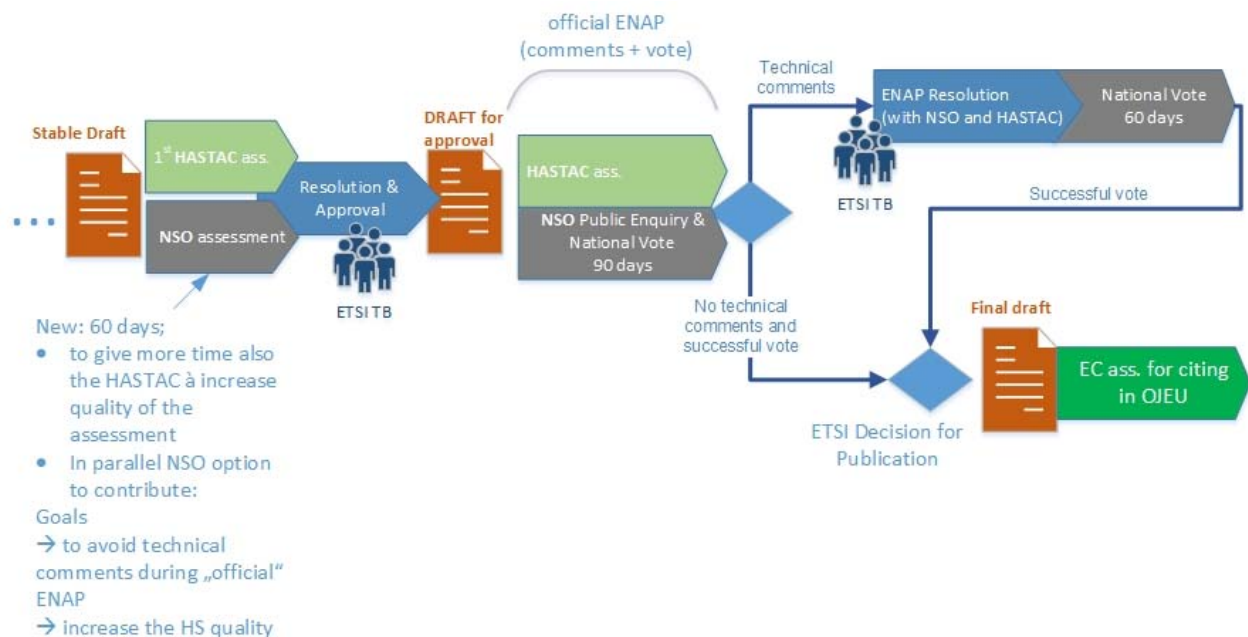 official ENAP
(comments + vote)
Stable Draft
1st HASTAC ass.
NSO assessment
Resolution &
Approval
ETSI TB
DRAFT for
approval
HASTAC ass.
NSO Public Enquiry &
National Vote
90 days
Technical
comments
ENAP Resolution
(with NSO and HASTAC)
ETSI TB
National Vote
60 days
Successful vote
No technical
comments and
successful vote
ETSI Decision for
Publication
Final draft
EC ass. for citing
in OJEU
...
New: 60 days;
• to give more time also
the HASTAC à increase
quality of the
assessment
• In parallel NSO option
to contribute:
Goals
→ to avoid technical
comments during „official“
ENAP
→ increase the HS quality